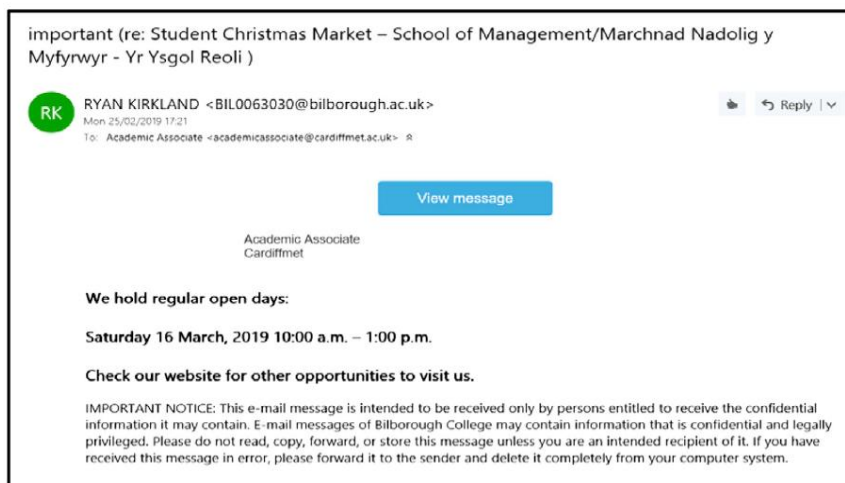 important (re: Student Christmas Market – School of Management/Marchnad Nadolig y
Myfyrwyr - Yr Ysgol Reoli )
RK
RYAN KIRKLAND <BIL0063030@bilborough.ac.uk>
Reply
Mon 25/02/2019 17:21
To: Academic Associate <academicassociate@cardiffmet.ac.uk>
View message
Academic Associate
Cardiffmet
We hold regular open days:
Saturday 16 March, 2019 10:00 a.m. – 1:00 p.m.
Check our website for other opportunities to visit us.
IMPORTANT NOTICE: This e-mail message is intended to be received only by persons entitled to receive the confidential
information it may contain. E-mail messages of Bilborough College may contain information that is confidential and legally
privileged. Please do not read, copy, forward, or store this message unless you are an intended recipient of it. If you have
received this message in error, please forward it to the sender and delete it completely from your computer system.